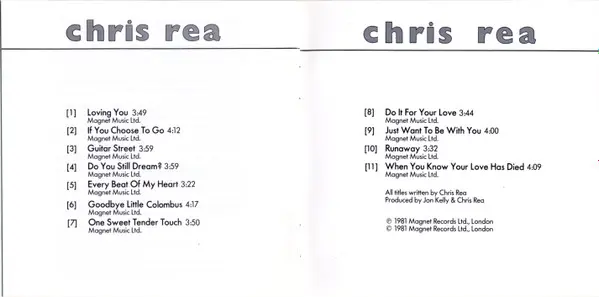 chris rea
[1] Loving You 3:49
Magnet Music Ltd.
[2] If You Choose To Go 4:12
Magnet Music Ltd.
[3] Guitar Street 3:59
Magnet Music Ltd.
[4] Do You Still Dream? 3:59
Magnet Music Ltd.
[5] Every Beat Of My Heart 3:22
Magnet Music Ltd.
[6] Goodbye Little Colombus 4:17
Magnet Music Ltd.
[7] One Sweet Tender Touch 3:50
Magnet Music Ltd.
chris rea
[8] Do It For Your Love 3:44
Magnet Music Ltd.
[9] Just Want To Be With You 4:00
Magnet Music Ltd.
[10] Runaway 3:32
Magnet Music Ltd.
[11] When You Know Your Love Has Died 4:09
Magnet Music Ltd.
All titles written by Chris Rea
Produced by Jon Kelly & Chris Rea
℗ 1981 Magnet Records Ltd., London
© 1981 Magnet Records Ltd., London